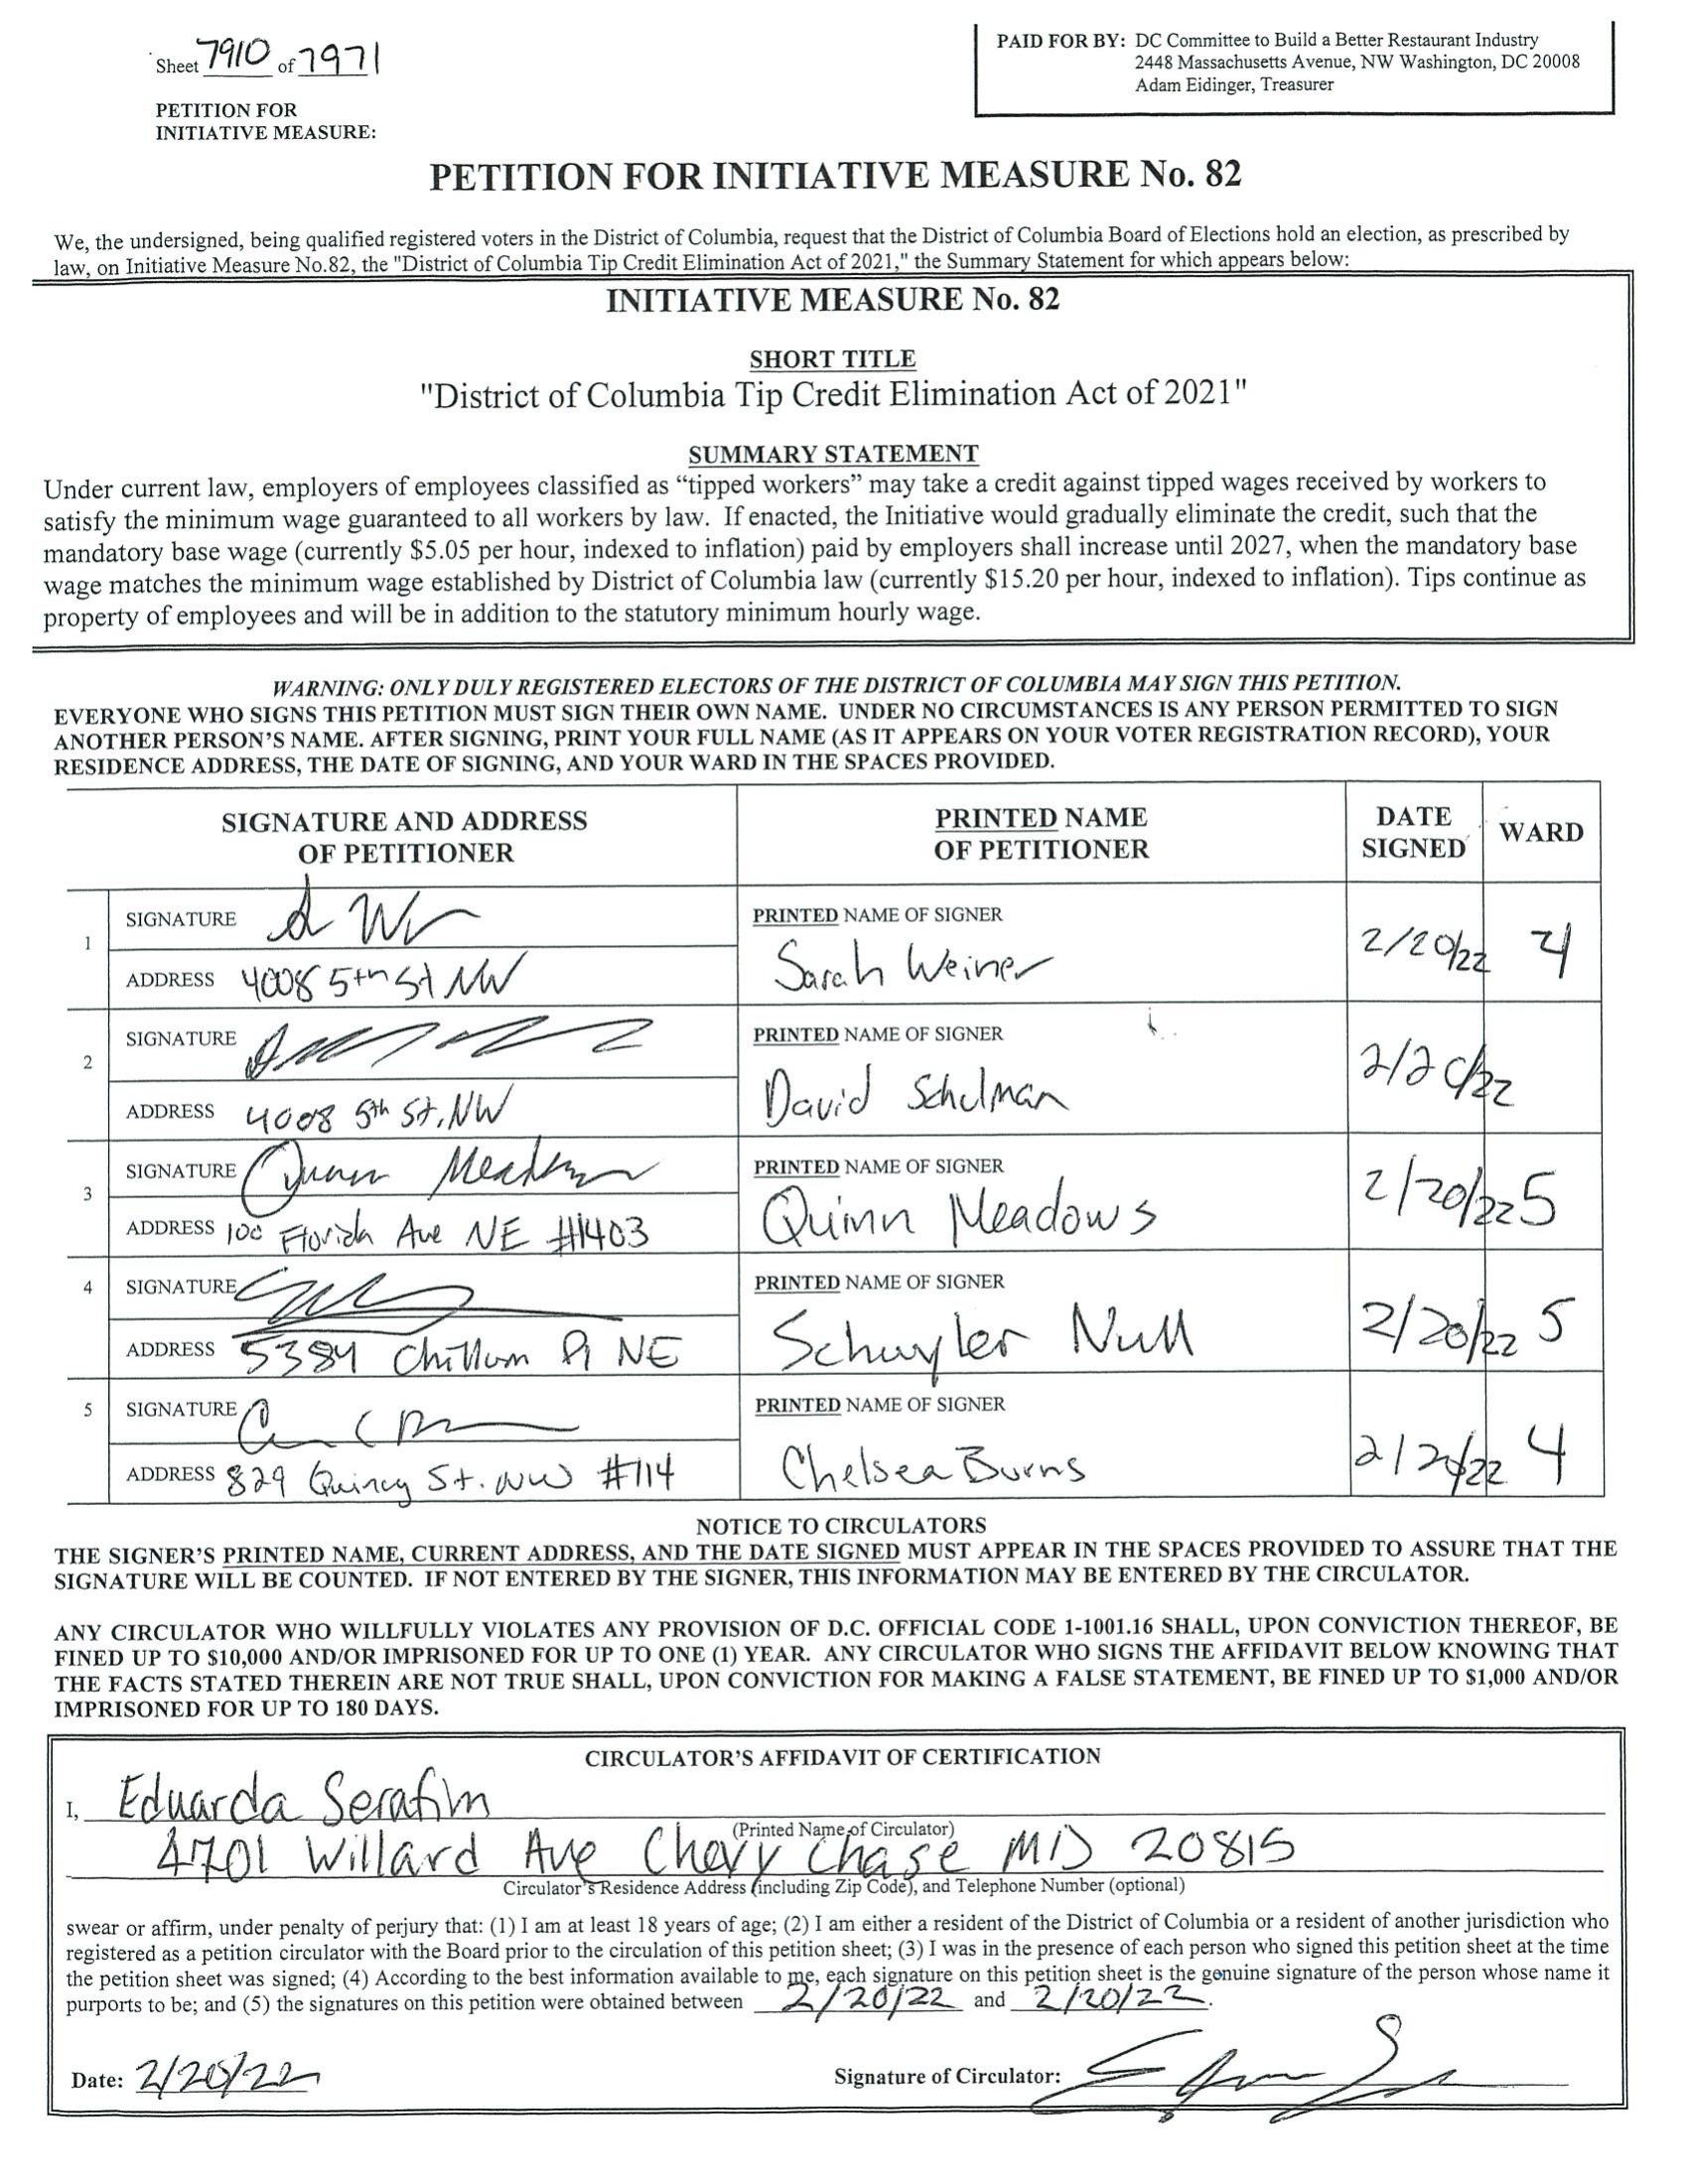 Sheet 7910 of 7971
PAID FOR BY: DC Committee to Build a Better Restaurant Industry
2448 Massachusetts Avenue, NW Washington, DC 20008
Adam Eidinger, Treasurer
PETITION FOR
INITIATIVE MEASURE:
PETITION FOR INITIATIVE MEASURE No. 82
We, the undersigned, being qualified registered voters in the District of Columbia, request that the District of Columbia Board of Elections hold an election, as prescribed by
law, on Initiative Measure No.82, the "District of Columbia Tip Credit Elimination Act of 2021," the Summary Statement for which appears below:
INITIATIVE MEASURE No. 82
SHORT TITLE
"District of Columbia Tip Credit Elimination Act of 2021"
SUMMARY STATEMENT
Under current law, employers of employees classified as “tipped workers” may take a credit against tipped wages received by workers to
satisfy the minimum wage guaranteed to all workers by law. If enacted, the Initiative would gradually eliminate the credit, such that the
mandatory base wage (currently $5.05 per hour, indexed to inflation) paid by employers shall increase until 2027, when the mandatory base
wage matches the minimum wage established by District of Columbia law (currently $15.20 per hour, indexed to inflation). Tips continue as
property of employees and will be in addition to the statutory minimum hourly wage.
WARNING: ONLY DULY REGISTERED ELECTORS OF THE DISTRICT OF COLUMBIA MAY SIGN THIS PETITION.
EVERYONE WHO SIGNS THIS PETITION MUST SIGN THEIR OWN NAME. UNDER NO CIRCUMSTANCES IS ANY PERSON PERMITTED TO SIGN
ANOTHER PERSON’S NAME. AFTER SIGNING, PRINT YOUR FULL NAME (AS IT APPEARS ON YOUR VOTER REGISTRATION RECORD), YOUR
RESIDENCE ADDRESS, THE DATE OF SIGNING, AND YOUR WARD IN THE SPACES PROVIDED.
SIGNATURE AND ADDRESS
OF PETITIONER
PRINTED NAME
OF PETITIONER
DATE
SIGNED
WARD
1
SIGNATURE
ADDRESS 4008 5th St NW
PRINTED NAME OF SIGNER
Sarah Weiner
2/20/22
4
2
SIGNATURE
ADDRESS 4008 5th St, NW
PRINTED NAME OF SIGNER
David Schulman
2/20/22
3
SIGNATURE Quinn Meadows
ADDRESS 100 Florida Ave NE #1403
PRINTED NAME OF SIGNER
Quinn Meadows
2/20/22
5
4
SIGNATURE
ADDRESS 5384 Chillum Pl NE
PRINTED NAME OF SIGNER
Schuyler Null
2/20/22
5
5
SIGNATURE
ADDRESS 829 Quincy St. NW #114
PRINTED NAME OF SIGNER
Chelsea Burns
2/20/22
4
NOTICE TO CIRCULATORS
THE SIGNER’S PRINTED NAME, CURRENT ADDRESS, AND THE DATE SIGNED MUST APPEAR IN THE SPACES PROVIDED TO ASSURE THAT THE
SIGNATURE WILL BE COUNTED. IF NOT ENTERED BY THE SIGNER, THIS INFORMATION MAY BE ENTERED BY THE CIRCULATOR.
ANY CIRCULATOR WHO WILLFULLY VIOLATES ANY PROVISION OF D.C. OFFICIAL CODE 1-1001.16 SHALL, UPON CONVICTION THEREOF, BE
FINED UP TO $10,000 AND/OR IMPRISONED FOR UP TO ONE (1) YEAR. ANY CIRCULATOR WHO SIGNS THE AFFIDAVIT BELOW KNOWING THAT
THE FACTS STATED THEREIN ARE NOT TRUE SHALL, UPON CONVICTION FOR MAKING A FALSE STATEMENT, BE FINED UP TO $1,000 AND/OR
IMPRISONED FOR UP TO 180 DAYS.
CIRCULATOR’S AFFIDAVIT OF CERTIFICATION
I, Eduarda Serafim
(Printed Name of Circulator)
4701 Willard Ave Chevy Chase MD 20815
Circulator’s Residence Address (including Zip Code), and Telephone Number (optional)
swear or affirm, under penalty of perjury that: (1) I am at least 18 years of age; (2) I am either a resident of the District of Columbia or a resident of another jurisdiction who
registered as a petition circulator with the Board prior to the circulation of this petition sheet; (3) I was in the presence of each person who signed this petition sheet at the time
the petition sheet was signed; (4) According to the best information available to me, each signature on this petition sheet is the genuine signature of the person whose name it
purports to be; and (5) the signatures on this petition were obtained between 2/20/22 and 2/20/22.
Date: 2/20/22
Signature of Circulator: